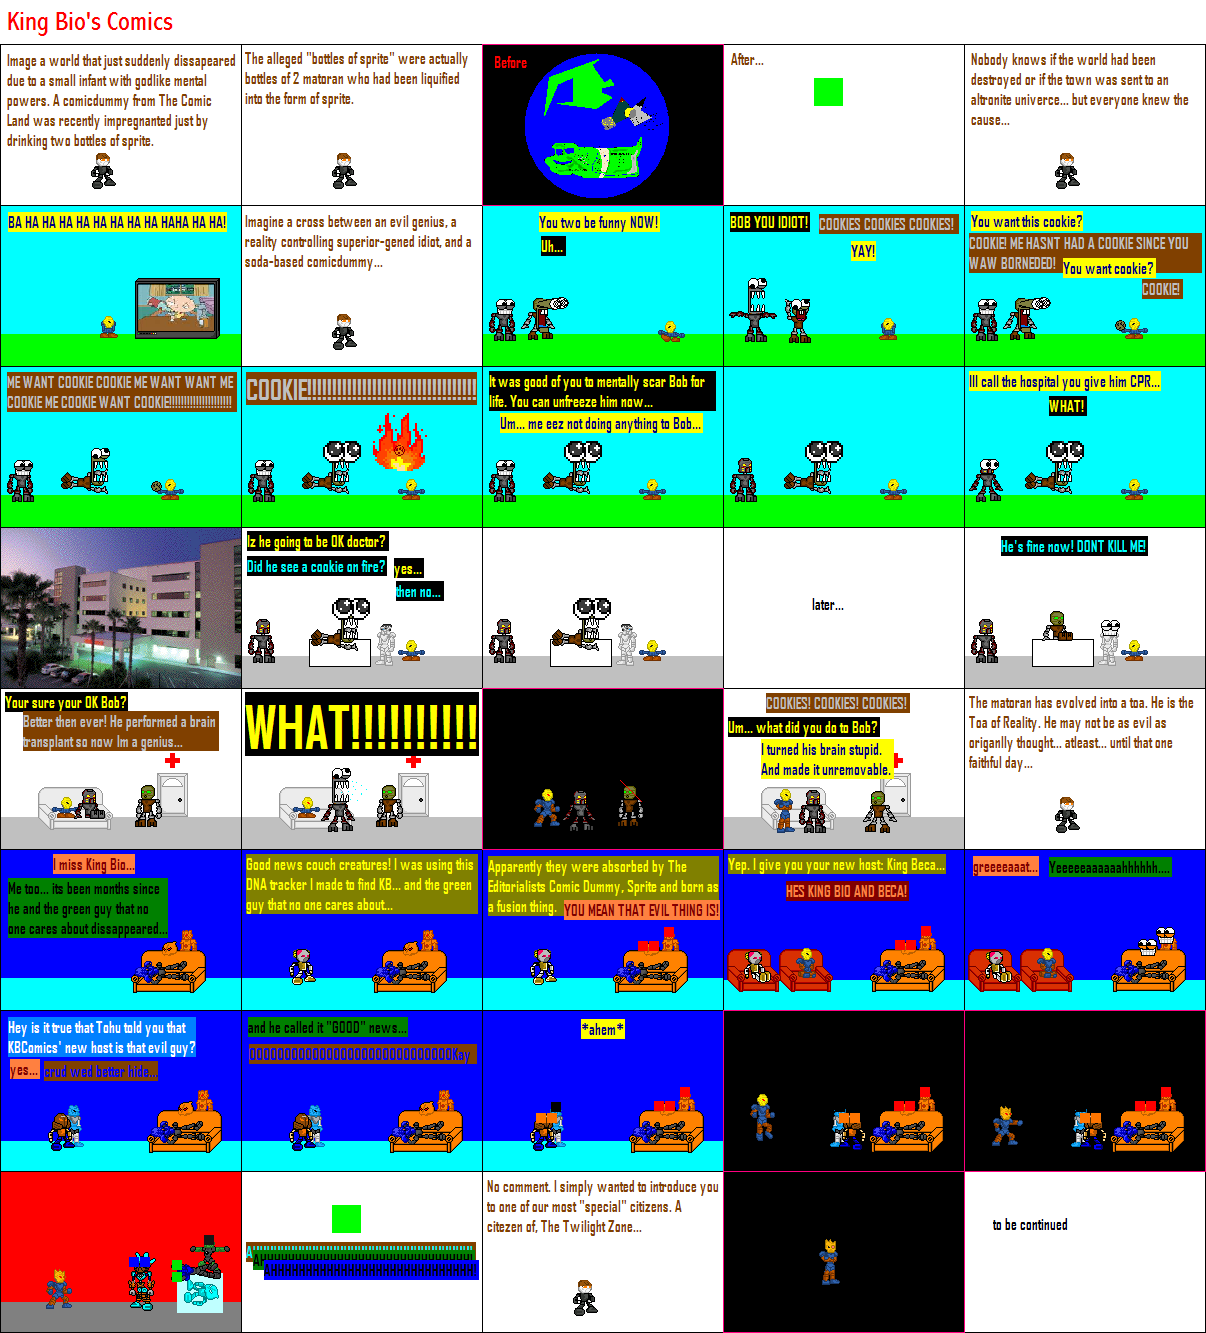 King Bio's Comics
Image a world that just suddenly dissapeared
due to a small infant with godlike mental
powers. A comicdummy from The Comic
Land was recently impregnanted just by
drinking two bottles of sprite.
The alleged "bottles of sprite" were actually
bottles of 2 matoran who had been liquified
into the form of sprite.
Before
After...
Nobody knows if the world had been
destroyed or if the town was sent to an
altronite univerce... but everyone knew the
cause...
BA HA HA HA HA HA HA HA HA HA HAHA HA HA!
Imagine a cross between an evil genius, a
reality controlling superior-gened idiot, and a
soda-based comicdummy...
You two be funny NOW!
Uh...
BOB YOU IDIOT!
COOKIES COOKIES COOKIES!
YAY!
You want this cookie?
COOKIE! ME HASNT HAD A COOKIE SINCE YOU
WAW BORNEDED!
You want cookie?
COOKIE!
ME WANT COOKIE COOKIE ME WANT WANT ME
COOKIE ME COOKIE WANT COOKIE!!!!!!!!!!!!!!!!!!!!
COOKIE!!!!!!!!!!!!!!!!!!!!!!!!!!!!!!!!!
It was good of you to mentally scar Bob for
life. You can unfreeze him now...
Um... me eez not doing anything to Bob...
Ill call the hospital you give him CPR...
WHAT!
Iz he going to be OK doctor?
Did he see a cookie on fire?
yes...
then no...
later...
He's fine now! DONT KILL ME!
Your sure your OK Bob?
Better then ever! He performed a brain
transplant so now Im a genius...
WHAT!!!!!!!!!!
COOKIES! COOKIES! COOKIES!
Um... what did you do to Bob?
I turned his brain stupid.
And made it unremovable.
The matoran has evolved into a toa. He is the
Toa of Reality. He may not be as evil as
origanlly thought... atleast... until that one
faithful day...
I miss King Bio...
Me too... its been months since
he and the green guy that no
one cares about dissappeared...
Good news couch creatures! I was using this
DNA tracker I made to find KB... and the green
guy that no one cares about...
Apparently they were absorbed by The
Editorialists Comic Dummy, Sprite and born as
a fusion thing.
YOU MEAN THAT EVIL THING IS!
Yep. I give you your new host: King Beca...
HES KING BIO AND BECA!
greeeeaaat...
Yeeeeeaaaaaahhhhhh....
Hey is it true that Tohu told you that
KBComics' new host is that evil guy?
yes...
crud wed better hide...
and he called it "GOOD" news...
OOOOOOOOOOOOOOOOOOOOOOOOOOOOOOKay
*ahem*
A!!!!!!!!!!!!!!!!!!!!!!!!!!!!!!!!!!!!!!!!!!!!!
AH!!!!!!!!!!!!!!!!!!!!!!!!!!!!!!!!!!!!!!!!
AHHHHHHHHHHHHHHHHHHHHHHHHHHHHH!
No comment. I simply wanted to introduce you
to one of our most "special" citizens. A
citezen of, The Twilight Zone...
to be continued